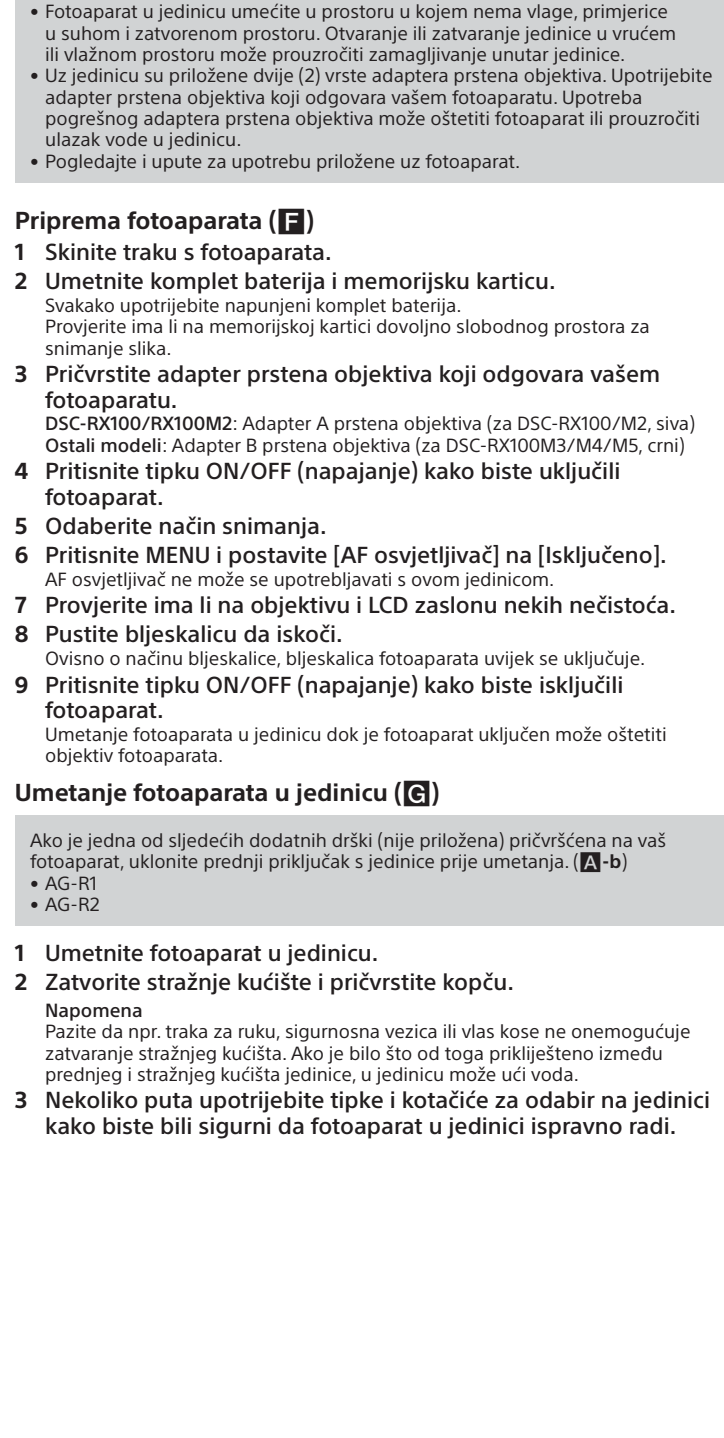 • Fotoaparat u jedinicu umećite u prostoru u kojem nema vlage, primjerice
u suhom i zatvorenom prostoru. Otvaranje ili zatvaranje jedinice u vrućem
ili vlažnom prostoru može prouzročiti zamagljivanje unutar jedinice.
• Uz jedinicu su priložene dvije (2) vrste adaptera prstena objektiva. Upotrijebite
adapter prstena objektiva koji odgovara vašem fotoaparatu. Upotreba
pogrešnog adaptera prstena objektiva može oštetiti fotoaparat ili prouzročiti
ulazak vode u jedinicu.
• Pogledajte i upute za upotrebu priložene uz fotoaparat.
Priprema fotoaparata (F)
1 Skinite traku s fotoaparata.
2 Umetnite komplet baterija i memorijsku karticu.
Svakako upotrijebite napunjeni komplet baterija.
Provjerite ima li na memorijskoj kartici dovoljno slobodnog prostora za
snimanje slika.
3 Pričvrstite adapter prstena objektiva koji odgovara vašem
fotoaparatu.
DSC-RX100/RX100M2: Adapter A prstena objektiva (za DSC-RX100/M2, siva)
Ostali modeli: Adapter B prstena objektiva (za DSC-RX100M3/M4/M5, crni)
4 Pritisnite tipku ON/OFF (napajanje) kako biste uključili
fotoaparat.
5 Odaberite način snimanja.
6 Pritisnite MENU i postavite [AF osvjetljivač] na [Isključeno].
AF osvjetljivač ne može se upotrebljavati s ovom jedinicom.
7 Provjerite ima li na objektivu i LCD zaslonu nekih nečistoća.
8 Pustite bljeskalicu da iskoči.
Ovisno o načinu bljeskalice, bljeskalica fotoaparata uvijek se uključuje.
9 Pritisnite tipku ON/OFF (napajanje) kako biste isključili
fotoaparat.
Umetanje fotoaparata u jedinicu dok je fotoaparat uključen može oštetiti
objektiv fotoaparata.
Umetanje fotoaparata u jedinicu (G)
Ako je jedna od sljedećih dodatnih drški (nije priložena) pričvršćena na vaš
fotoaparat, uklonite prednji priključak s jedinice prije umetanja. (A-b)
• AG-R1
• AG-R2
1 Umetnite fotoaparat u jedinicu.
2 Zatvorite stražnje kućište i pričvrstite kopču.
Napomena
Pazite da npr. traka za ruku, sigurnosna vezica ili vlas kose ne onemogućuje
zatvaranje stražnjeg kućišta. Ako je bilo što od toga prikliješteno između
prednjeg i stražnjeg kućišta jedinice, u jedinicu može ući voda.
3 Nekoliko puta upotrijebite tipke i kotačiće za odabir na jedinici
kako biste bili sigurni da fotoaparat u jedinici ispravno radi.